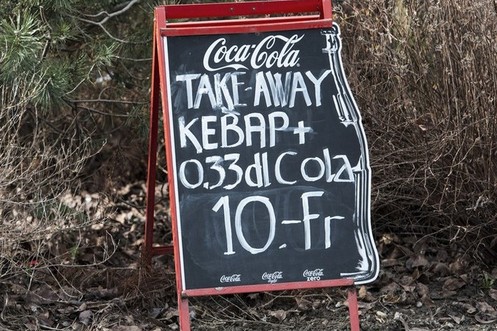 Coca-Cola
TAKE-AWAY
KEBAP+
0.33dl Cola
10.-Fr
Coca-Cola Coca-Cola Coca-Cola
zero